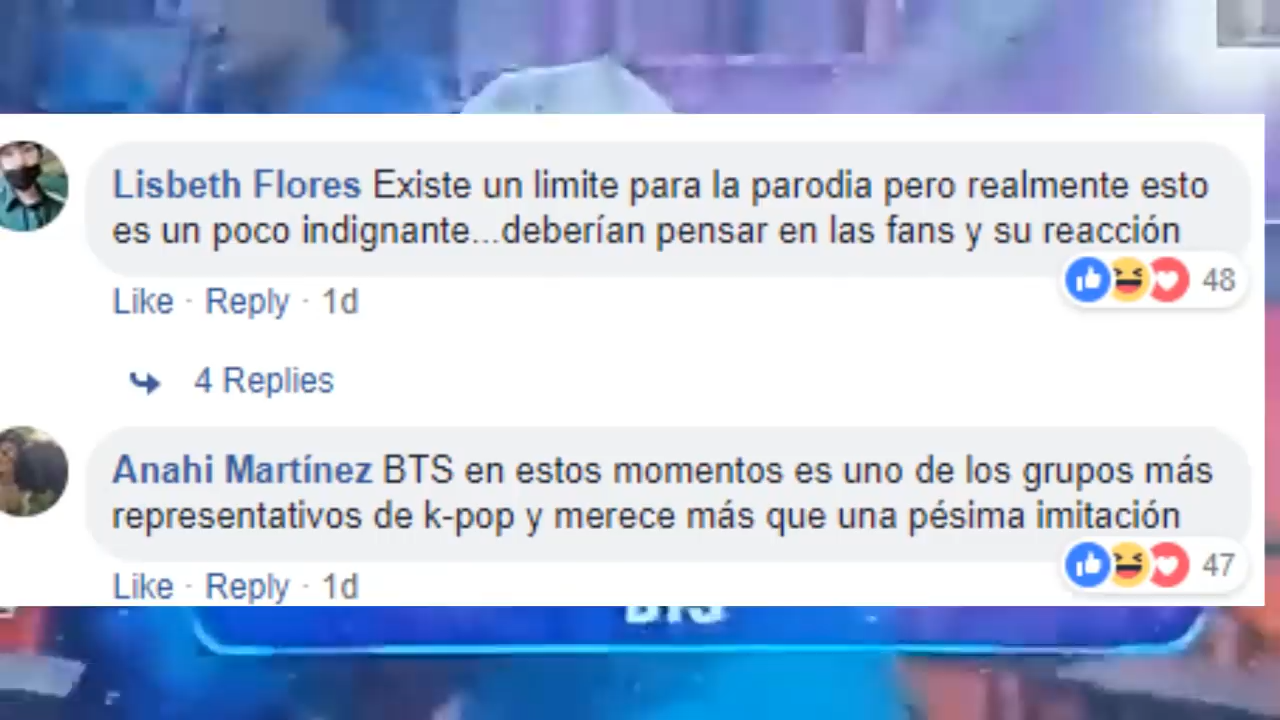 Lisbeth Flores Existe un limite para la parodia pero realmente esto
es un poco indignante...deberían pensar en las fans y su reacción
48
Like · Reply · 1d
4 Replies
Anahi Martínez BTS en estos momentos es uno de los grupos más
representativos de k-pop y merece más que una pésima imitación
47
Like · Reply · 1d
BTS